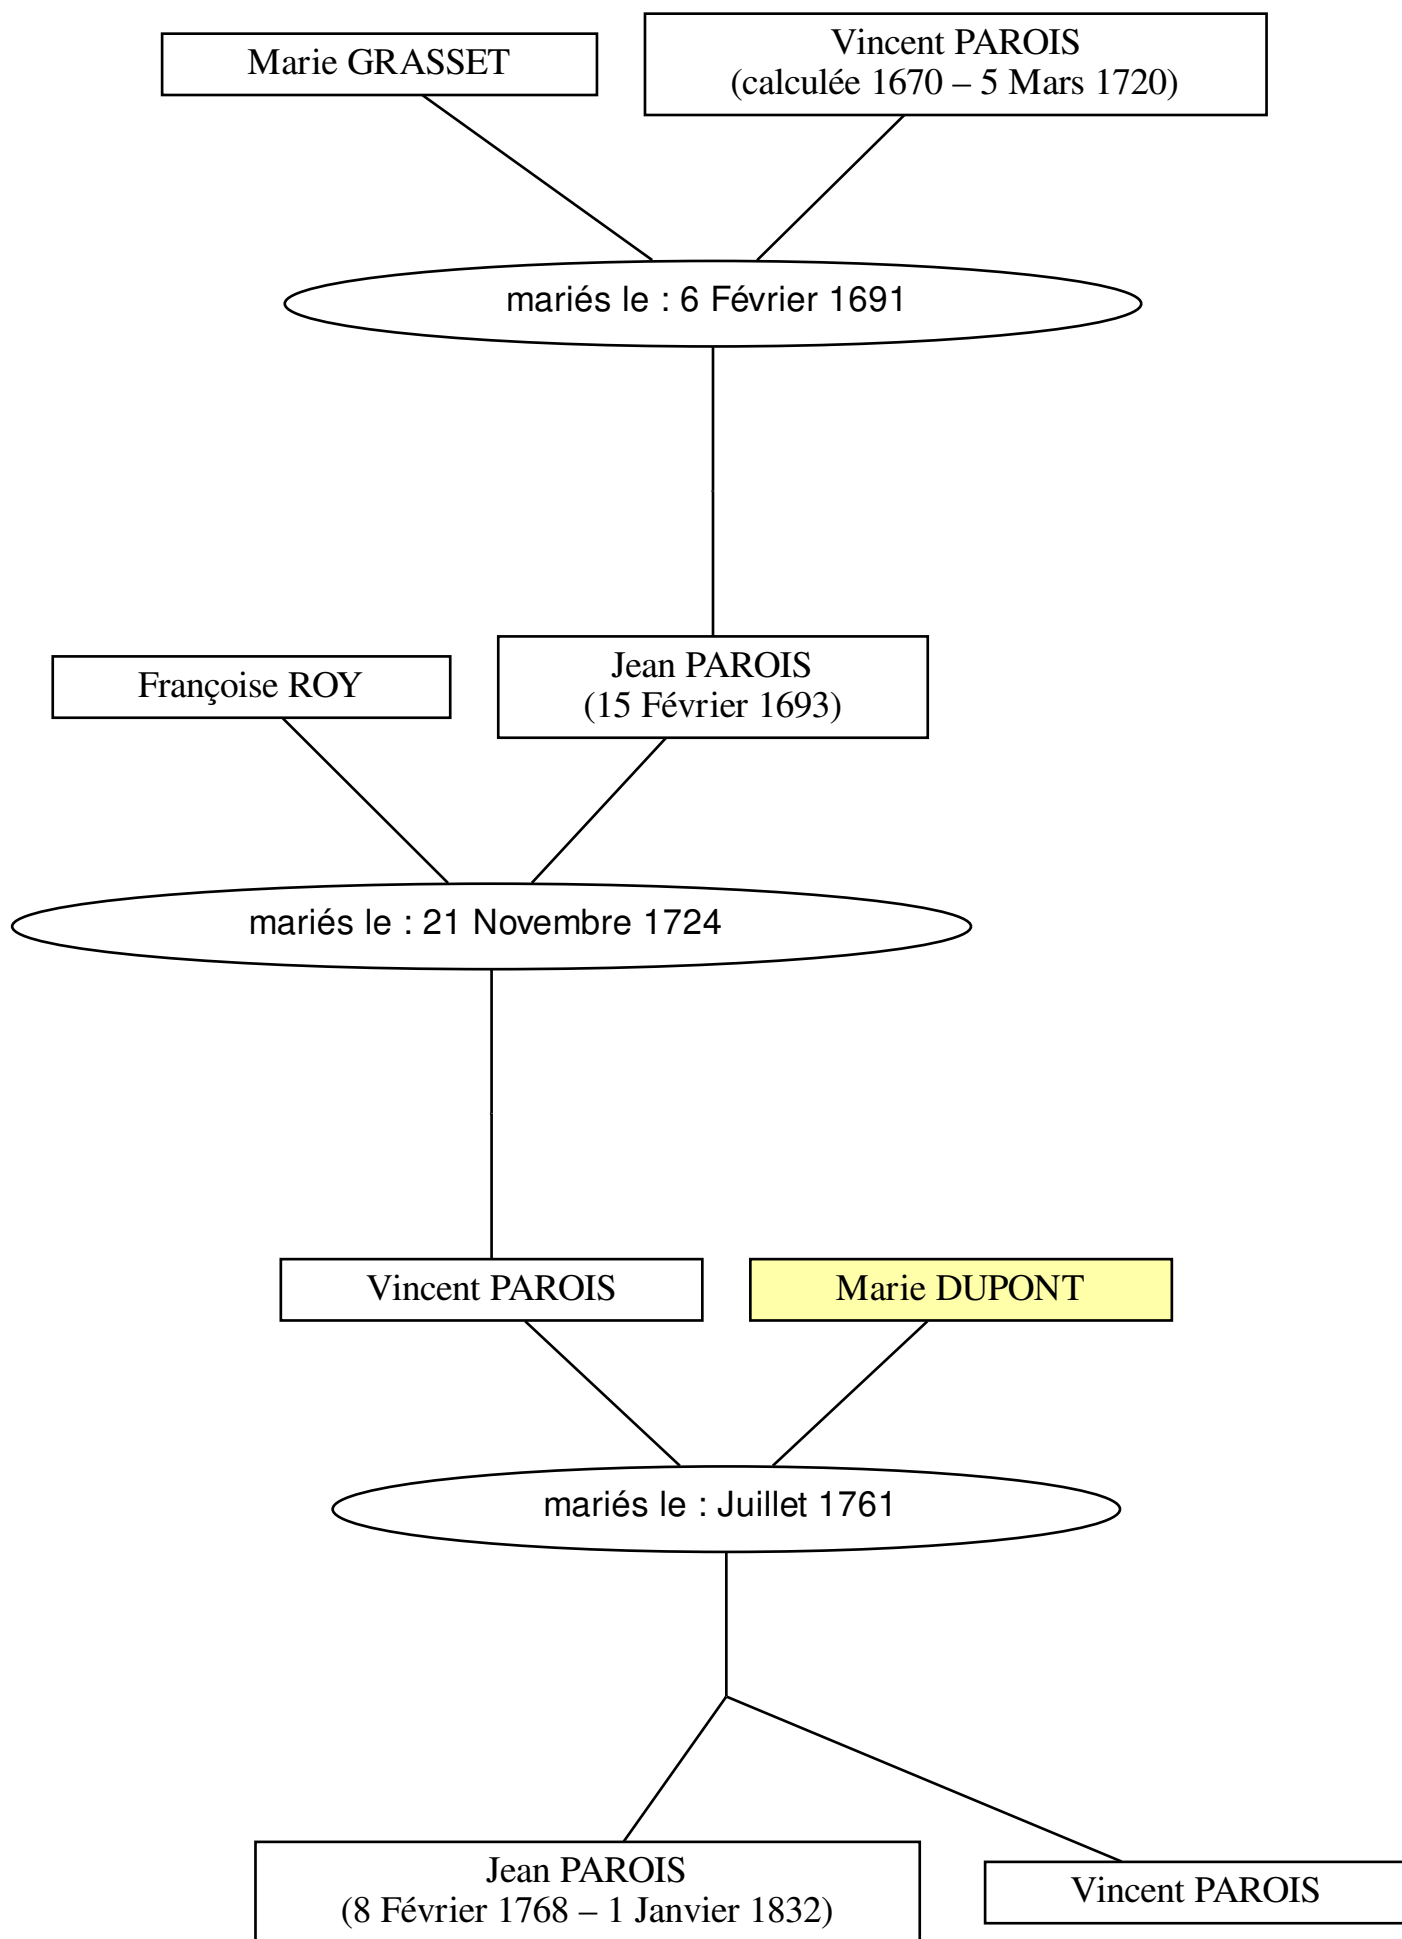 Marie GRASSET
Vincent PAROIS
(calculée 1670 – 5 Mars 1720)
mariés le : 6 Février 1691
Françoise ROY
Jean PAROIS
(15 Février 1693)
mariés le : 21 Novembre 1724
Vincent PAROIS
Marie DUPONT
mariés le : Juillet 1761
Jean PAROIS
(8 Février 1768 – 1 Janvier 1832)
Vincent PAROIS